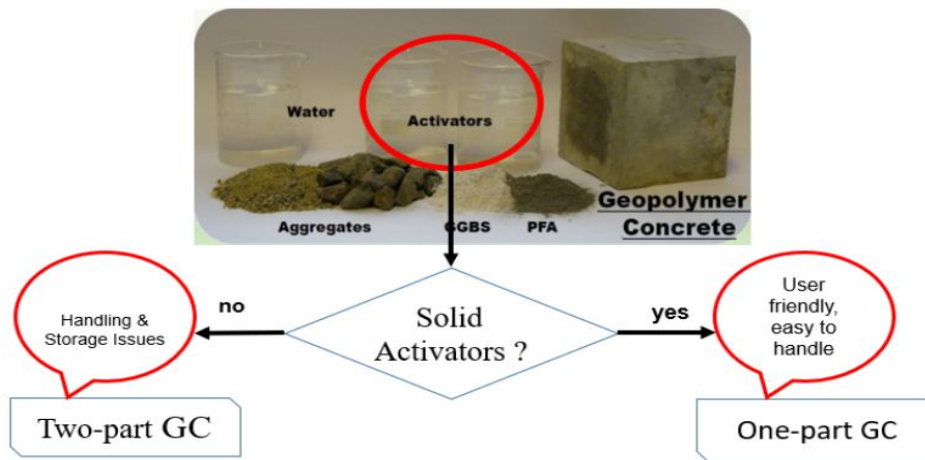 Water
Activators
Aggregates
GGBS
PFA
Geopolymer
Concrete
no
Solid
Activators ?
yes
Handling &
Storage Issues
User
friendly,
easy to
handle
Two-part GC
One-part GC